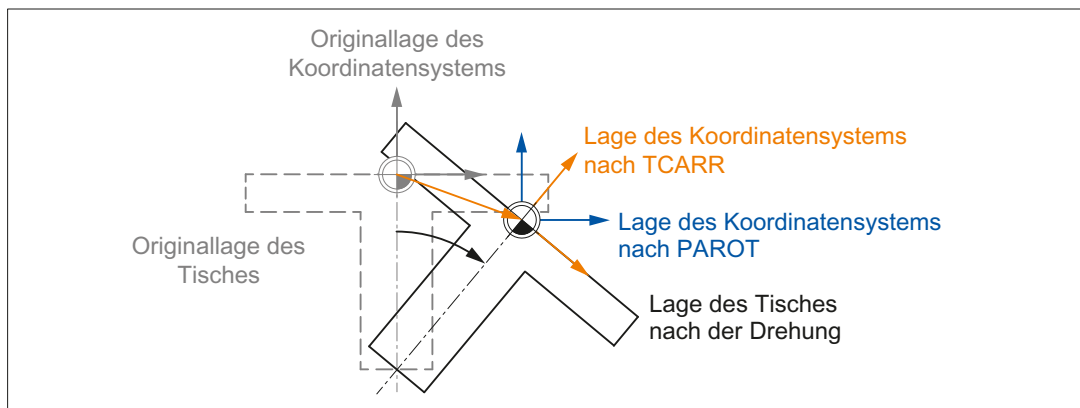 Originallage des
Koordinatensystems
Lage des Koordinatensystems
nach TCARR
Lage des Koordinatensystems
nach PAROT
Originallage des
Tisches
Lage des Tisches
nach der Drehung